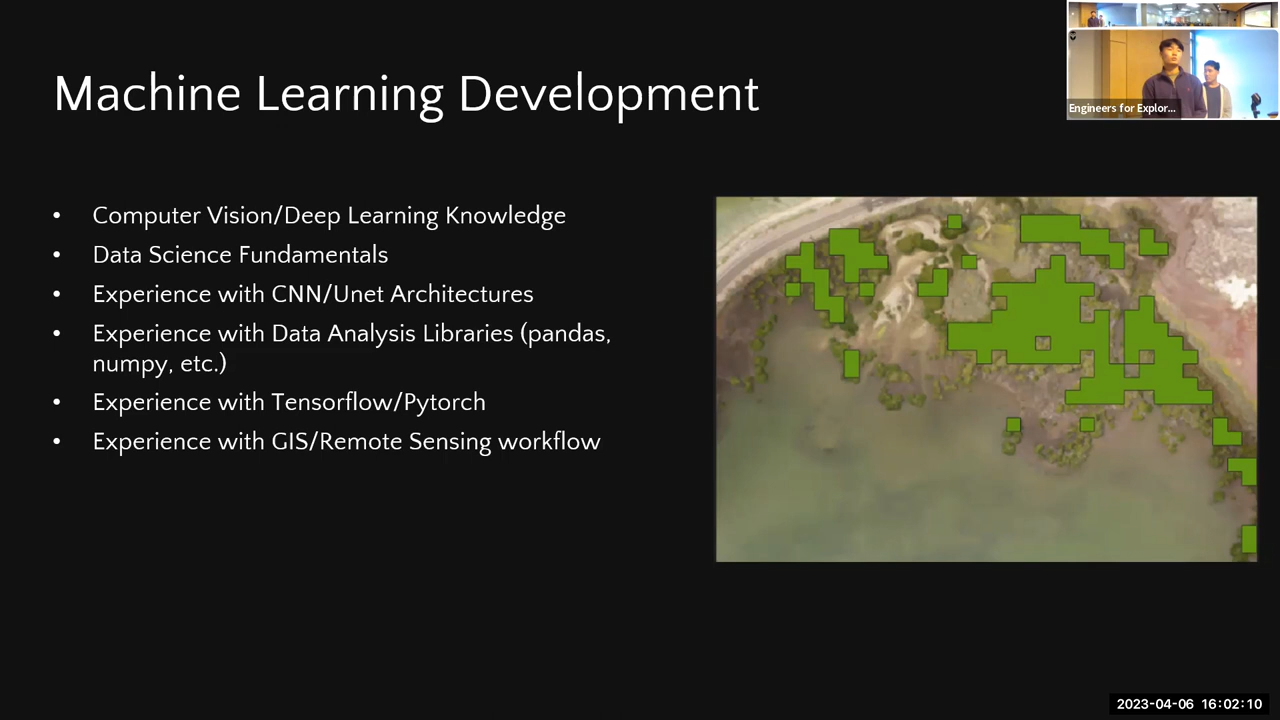 Machine Learning Development
Engineers for Explor...
• Computer Vision/Deep Learning Knowledge
• Data Science Fundamentals
• Experience with CNN/Unet Architectures
• Experience with Data Analysis Libraries (pandas,
numpy, etc.)
• Experience with Tensorflow/Pytorch
• Experience with GIS/Remote Sensing workflow
2023-04-06 16:02:10